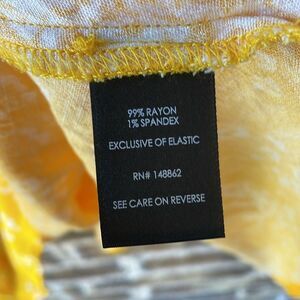 99% RAYON
1% SPANDEX
EXCLUSIVE OF ELASTIC
RN# 148862
SEE CARE ON REVERSE